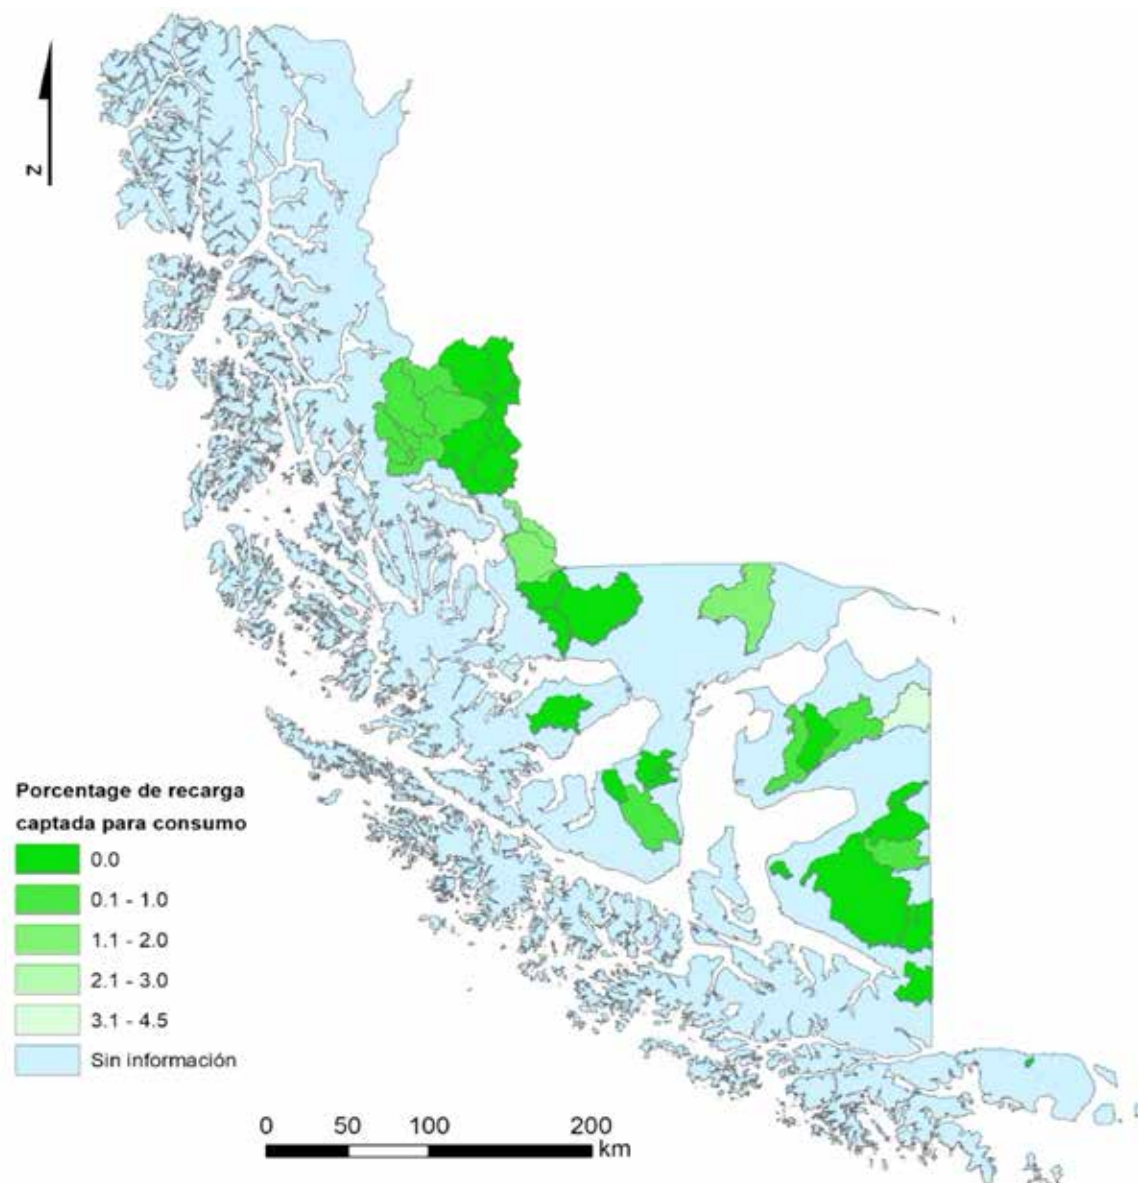 N
Porcentage de recarga
captada para consumo
0.0
0.1 - 1.0
1.1 - 2.0
2.1 - 3.0
3.1 - 4.5
Sin información
0 50 100 200
km